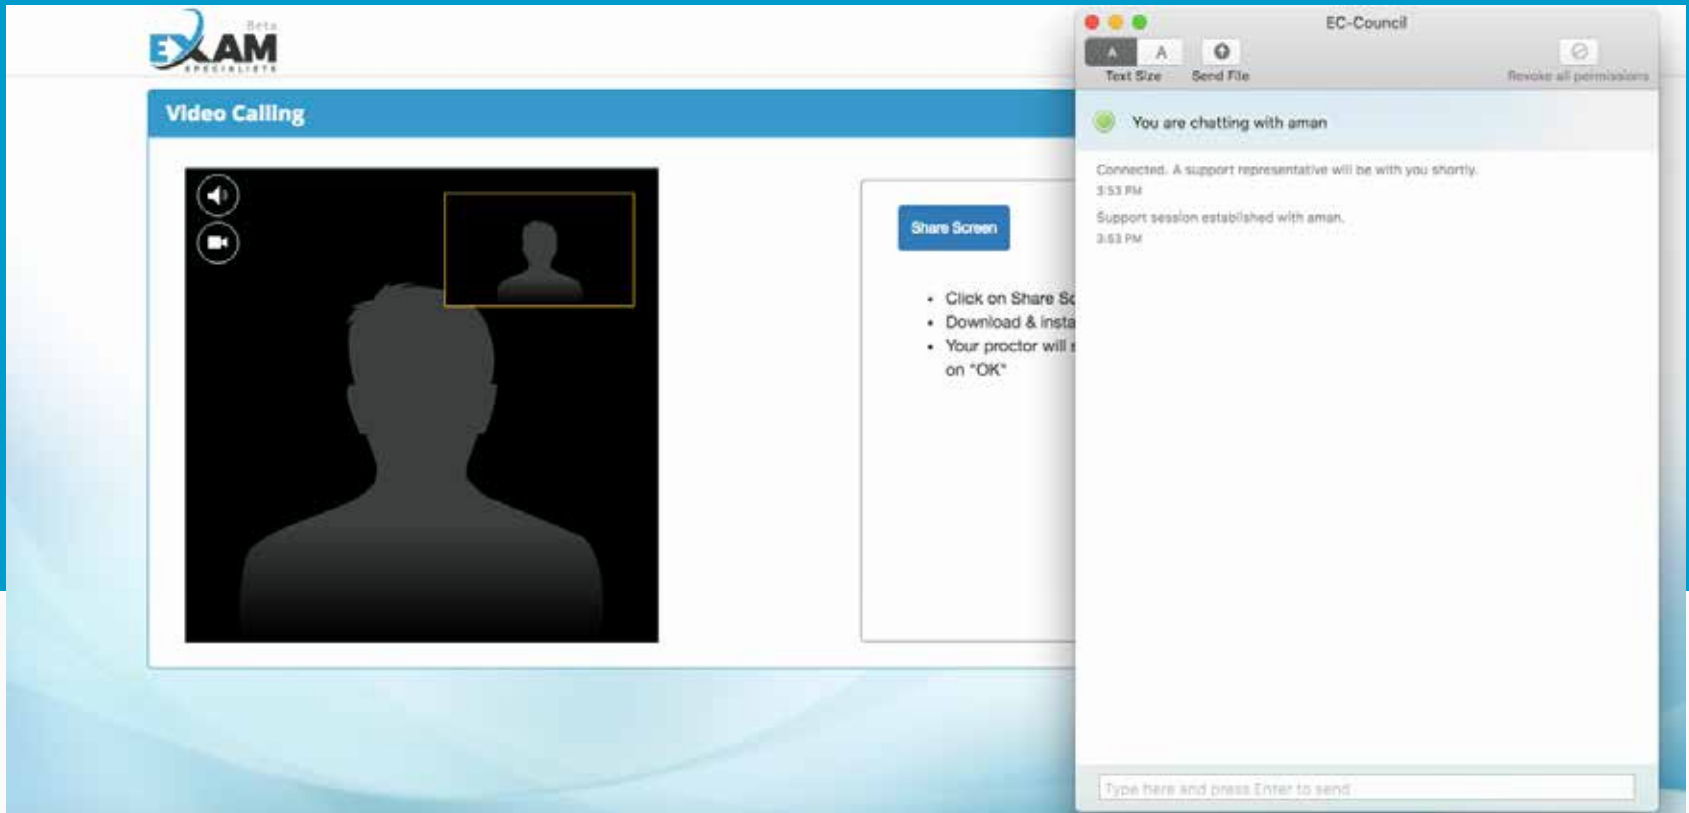 Beta
EXAM
SPECIALISTS
Video Calling
Share Screen
• Click on Share Sc
• Download & insta
• Your proctor will s
on "OK"
EC-Council
A A
Text Size Send File Revoke all permissions
You are chatting with aman
Connected. A support representative will be with you shortly.
3:53 PM
Support session established with aman.
3:53 PM
Type here and press Enter to send